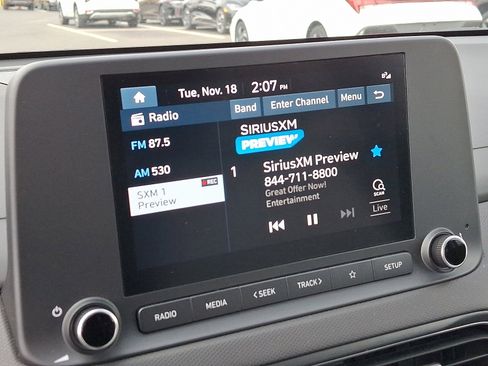 Tue, Nov. 18 2:07 PM
Radio Band Enter Channel Menu
FM 87.5
AM 530
SXM 1 REC
Preview
SIRIUSXM
PREVIEW
1 SiriusXM Preview
844-711-8800
Great Offer Now!
Entertainment
SCAN
Live
RADIO MEDIA < SEEK TRACK > SETUP